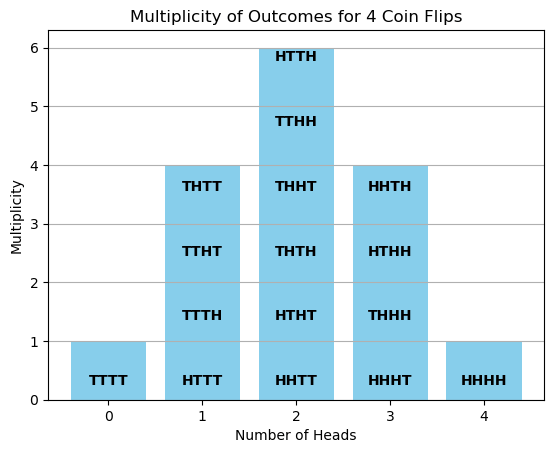 Multiplicity of Outcomes for 4 Coin Flips
Multiplicity
6
5
4
3
2
1
0
TTTT
THTT
TTHT
TTTH
HTTT
HTTH
TTHH
THHT
THTH
HTHT
HHTT
HHTH
HTHH
THHH
HHHT
HHHH
0 1 2 3 4
Number of Heads